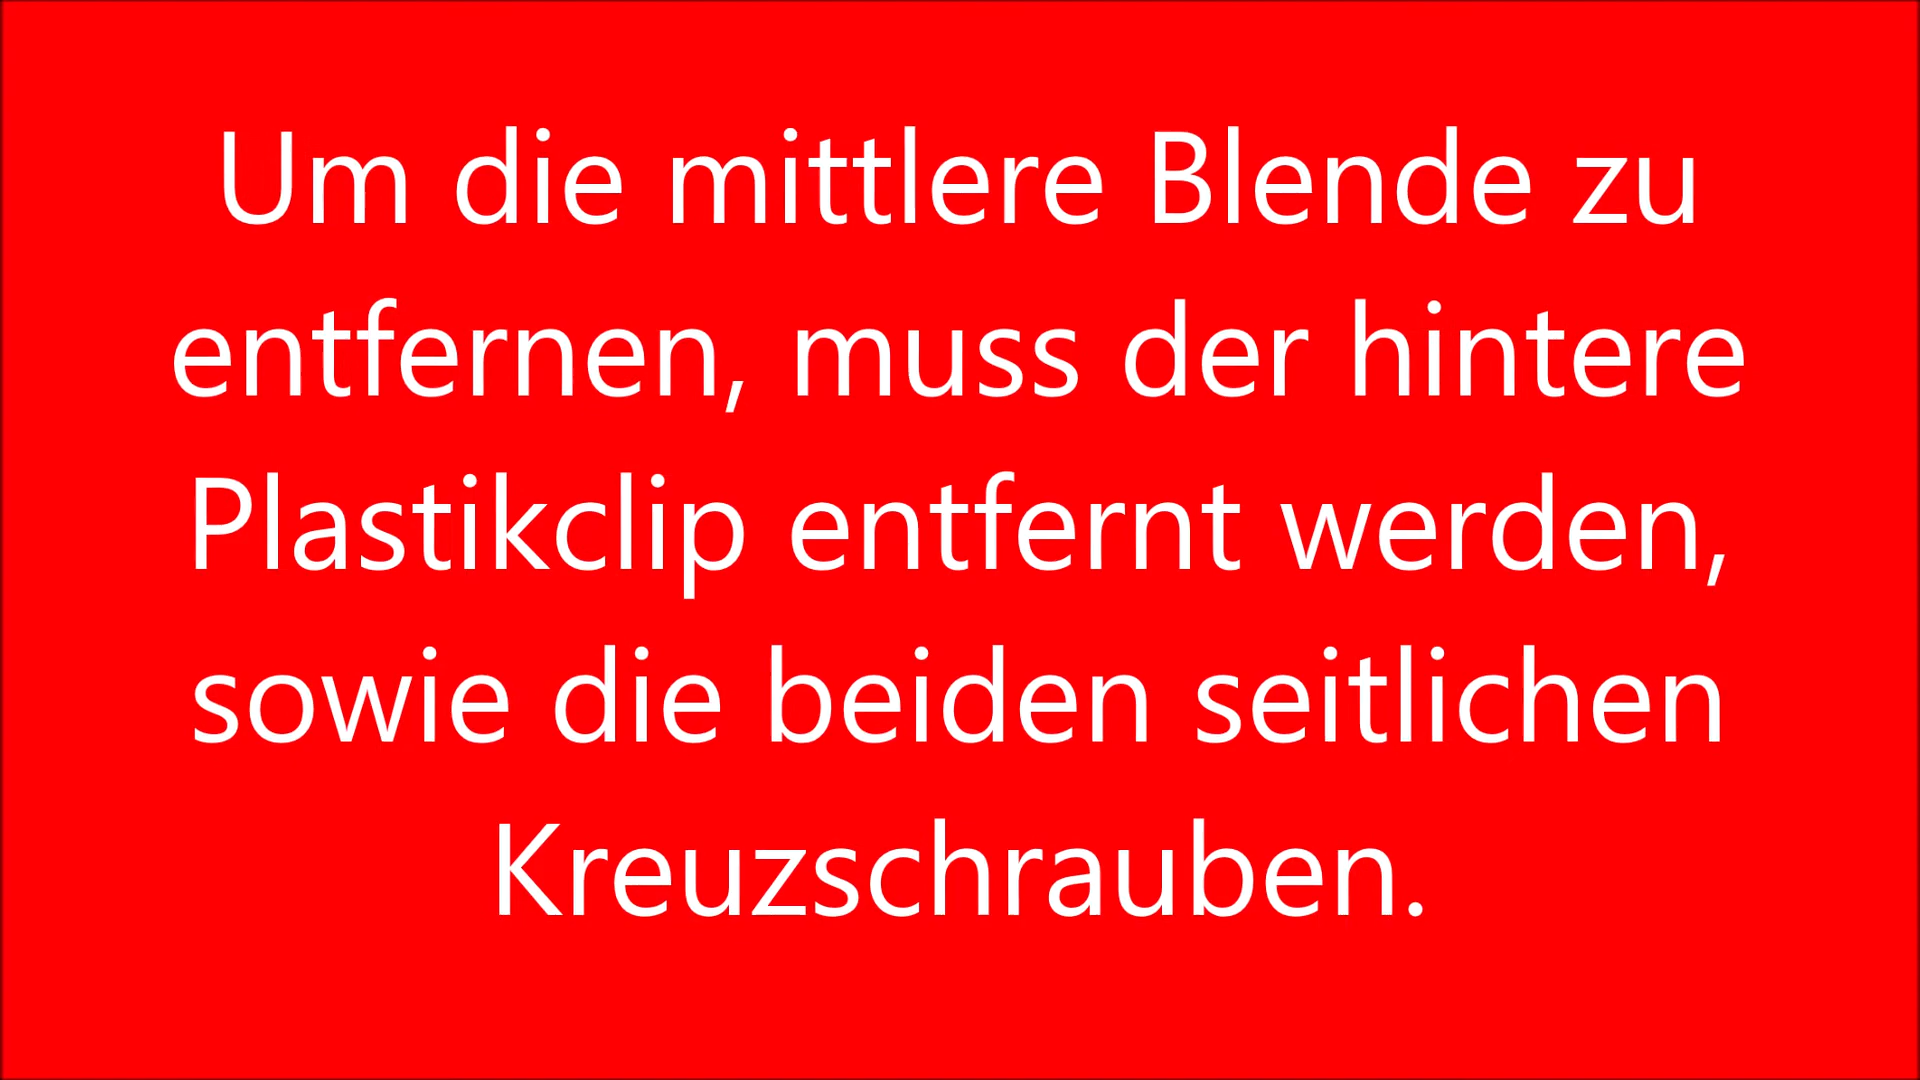 Um die mittlere Blende zu
entfernen, muss der hintere
Plastikclip entfernt werden,
sowie die beiden seitlichen
Kreuzschrauben.